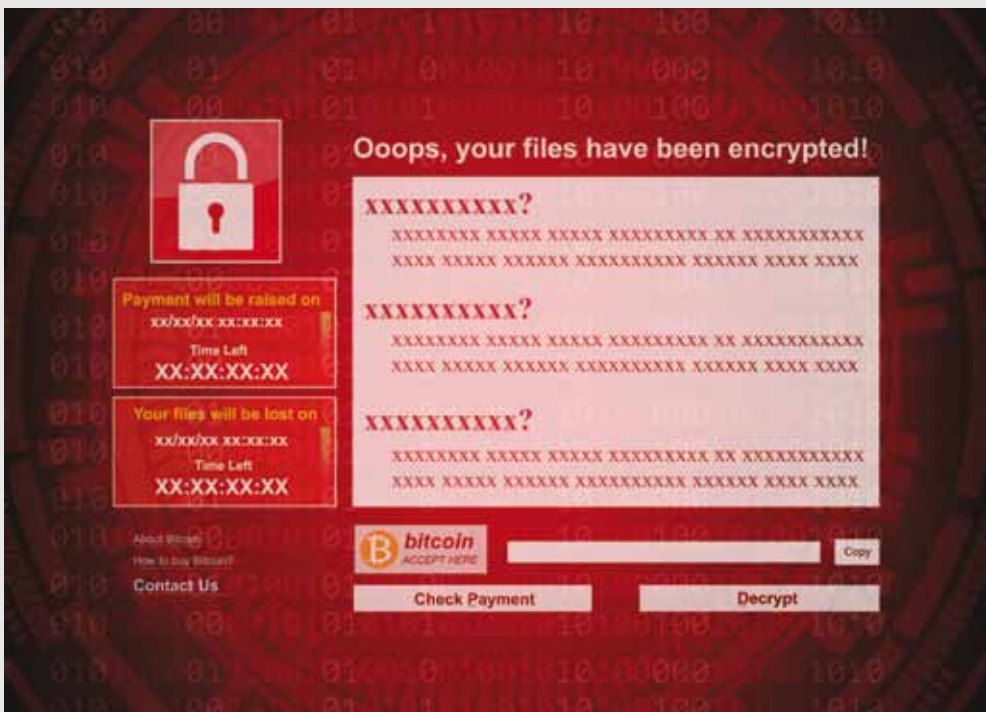 Ooops, your files have been encrypted!
xxxxxxxxxx?
xxxxxxxx xxxxx xxxxx xxxxxxxxx xx xxxxxxxxxxx
xxxx xxxxx xxxxxx xxxxxxxxxx xxxxxx xxxx xxxx
xxxxxxxxxx?
xxxxxxxx xxxxx xxxxx xxxxxxxxx xx xxxxxxxxxxx
xxxx xxxxx xxxxxx xxxxxxxxxx xxxxxx xxxx xxxx
xxxxxxxxxx?
xxxxxxxx xxxxx xxxxx xxxxxxxxx xx xxxxxxxxxxx
xxxx xxxxx xxxxxx xxxxxxxxxx xxxxxx xxxx xxxx
Payment will be raised on
xx/xx/xx xx:xx:xx
Time Left
XX:XX:XX:XX
Your files will be lost on
xx/xx/xx xx:xx:xx
Time Left
XX:XX:XX:XX
About Bitcoin
How to buy Bitcoin?
Contact Us
bitcoin
ACCEPT HERE
Copy
Check Payment
Decrypt